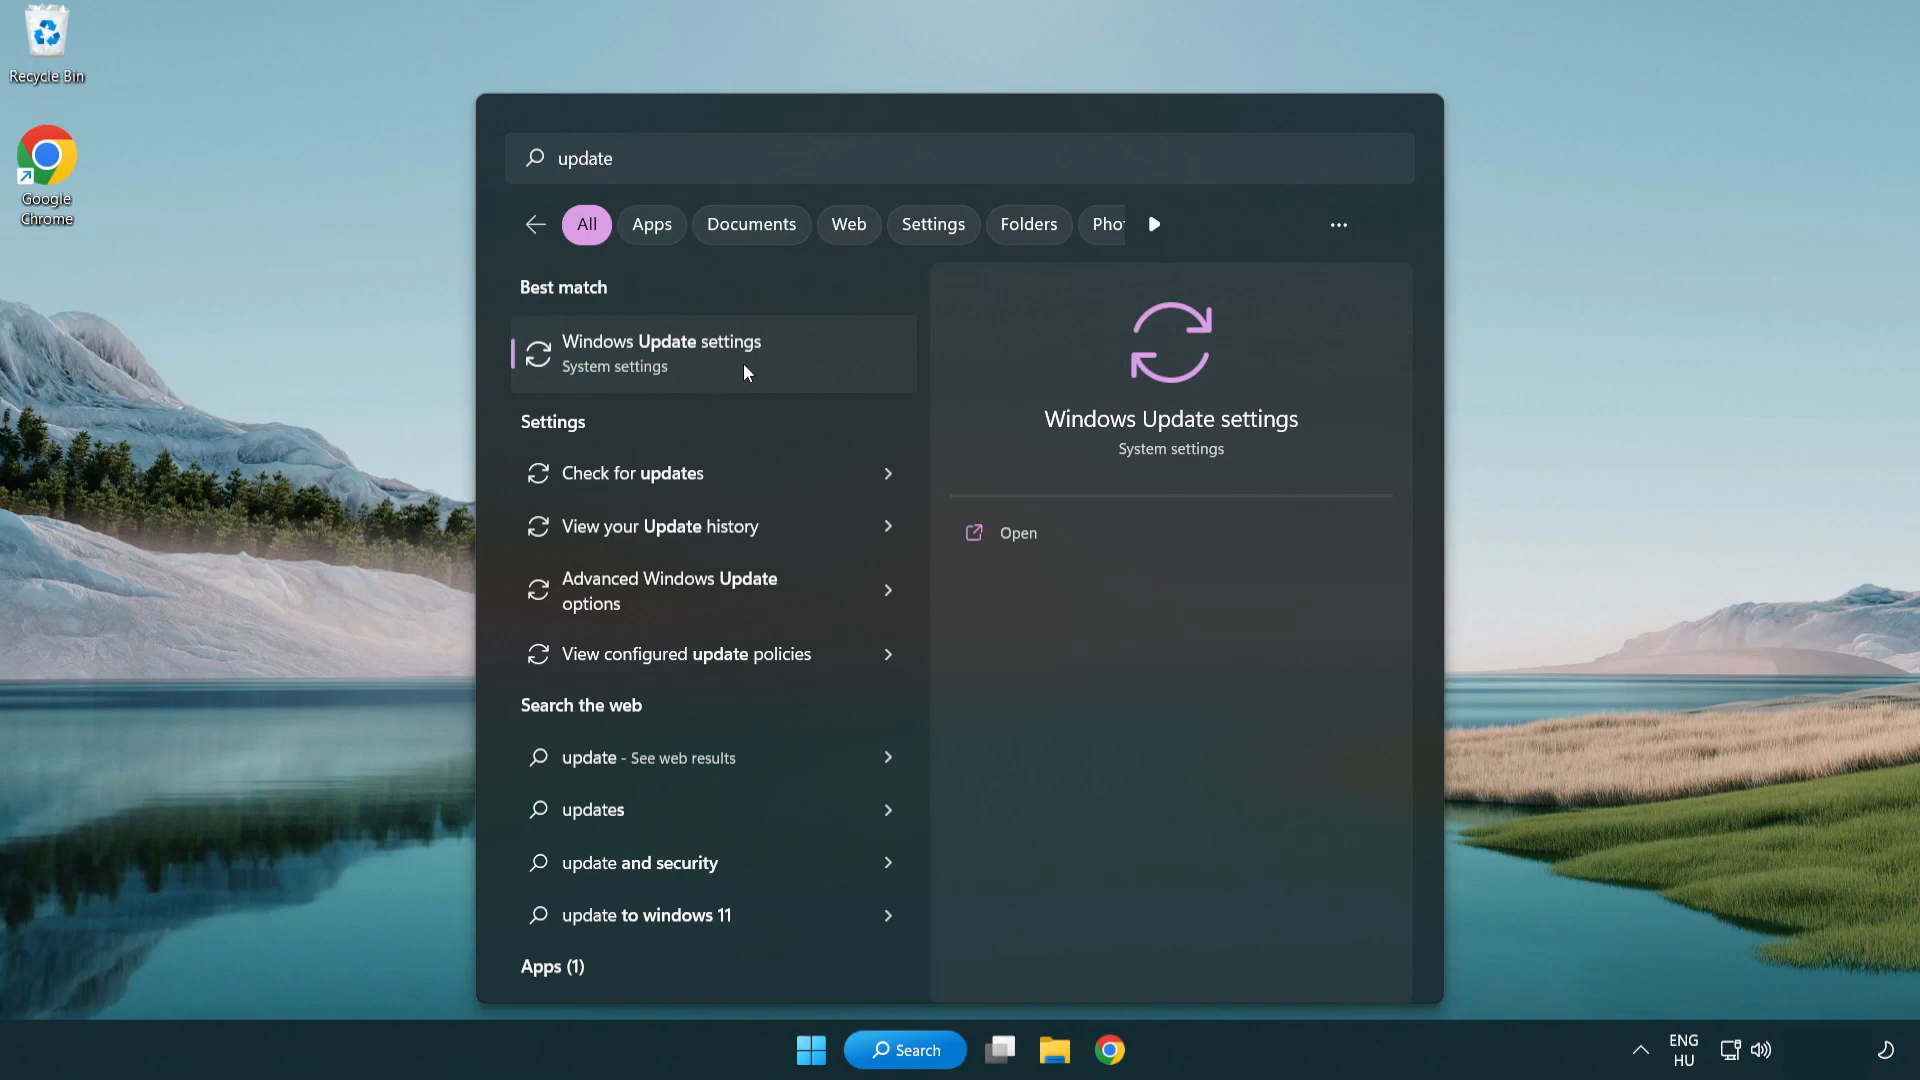 Recycle Bin
Google
Chrome
update
All
Apps
Documents
Web
Settings
Folders
Pho
Best match
Windows Update settings
System settings
Settings
Check for updates
View your Update history
Advanced Windows Update
options
View configured update policies
Search the web
update - See web results
updates
update and security
update to windows 11
Apps (1)
Windows Update settings
System settings
Open
Search
ENG
HU